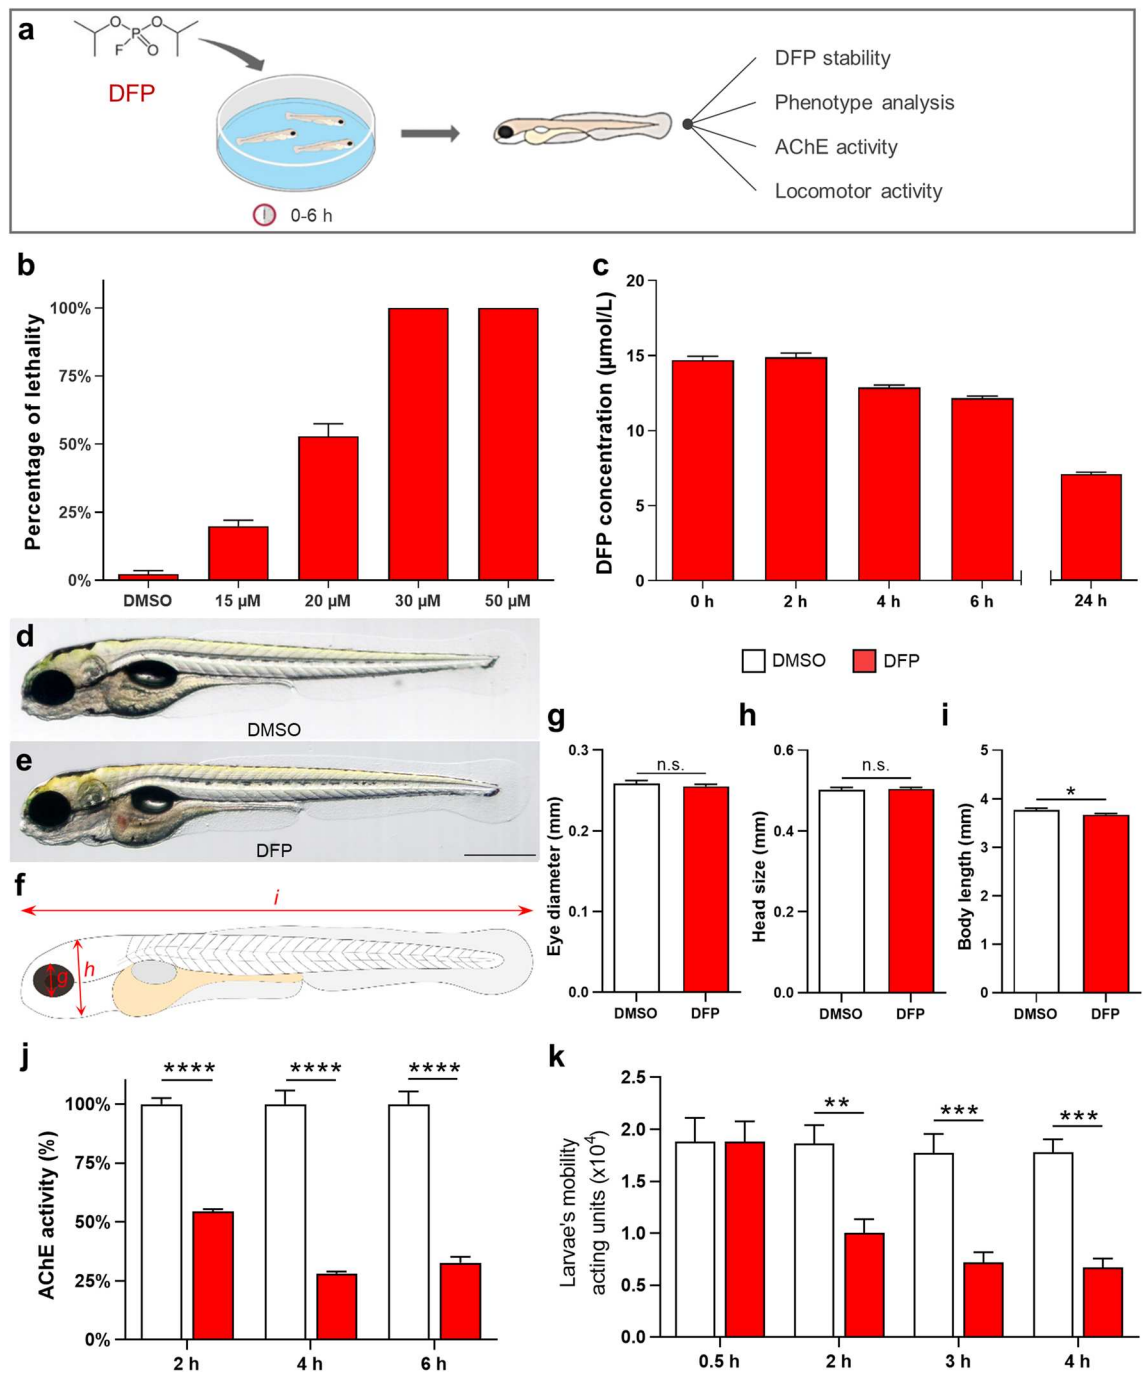 a
O
P
O
F
O
DFP
0-6 h
DFP stability
Phenotype analysis
AChE activity
Locomotor activity
b
Percentage of lethality
100%
75%
50%
25%
0%
DMSO 15 µM 20 µM 30 µM 50 µM
c
DFP concentration (µmol/L)
20
15
10
5
0
0 h 2 h 4 h 6 h 24 h
d
DMSO
e
DFP
DMSO DFP
f
i
g
h
g
Eye diameter (mm)
0.3
0.2
0.1
0.0
n.s.
DMSO DFP
h
Head size (mm)
0.6
0.4
0.2
0.0
n.s.
DMSO DFP
i
Body length (mm)
5
4
3
2
1
0
*
DMSO DFP
j
AChE activity (%)
100%
75%
50%
25%
0%
**** **** ****
2 h 4 h 6 h
k
Larvae's mobility
acting units (x10⁴)
2.5
2.0
1.5
1.0
0.5
0.0
** *** ***
0.5 h 2 h 3 h 4 h